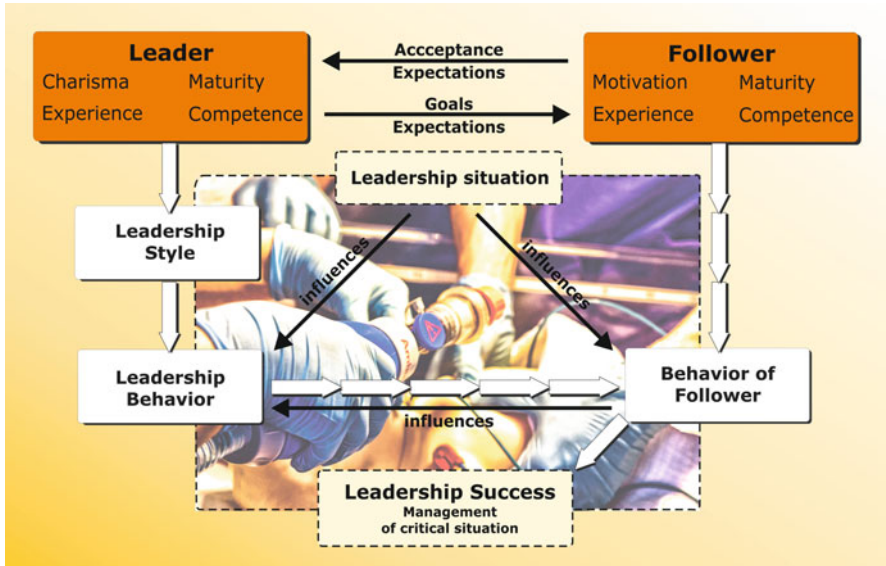 Leader
Charisma Maturity
Experience Competence
Accceptance
Expectations
Goals
Expectations
Follower
Motivation Maturity
Experience Competence
Leadership situation
Leadership
Style
influences
influences
Leadership
Behavior
Behavior of
Follower
influences
Leadership Success
Management
of critical situation